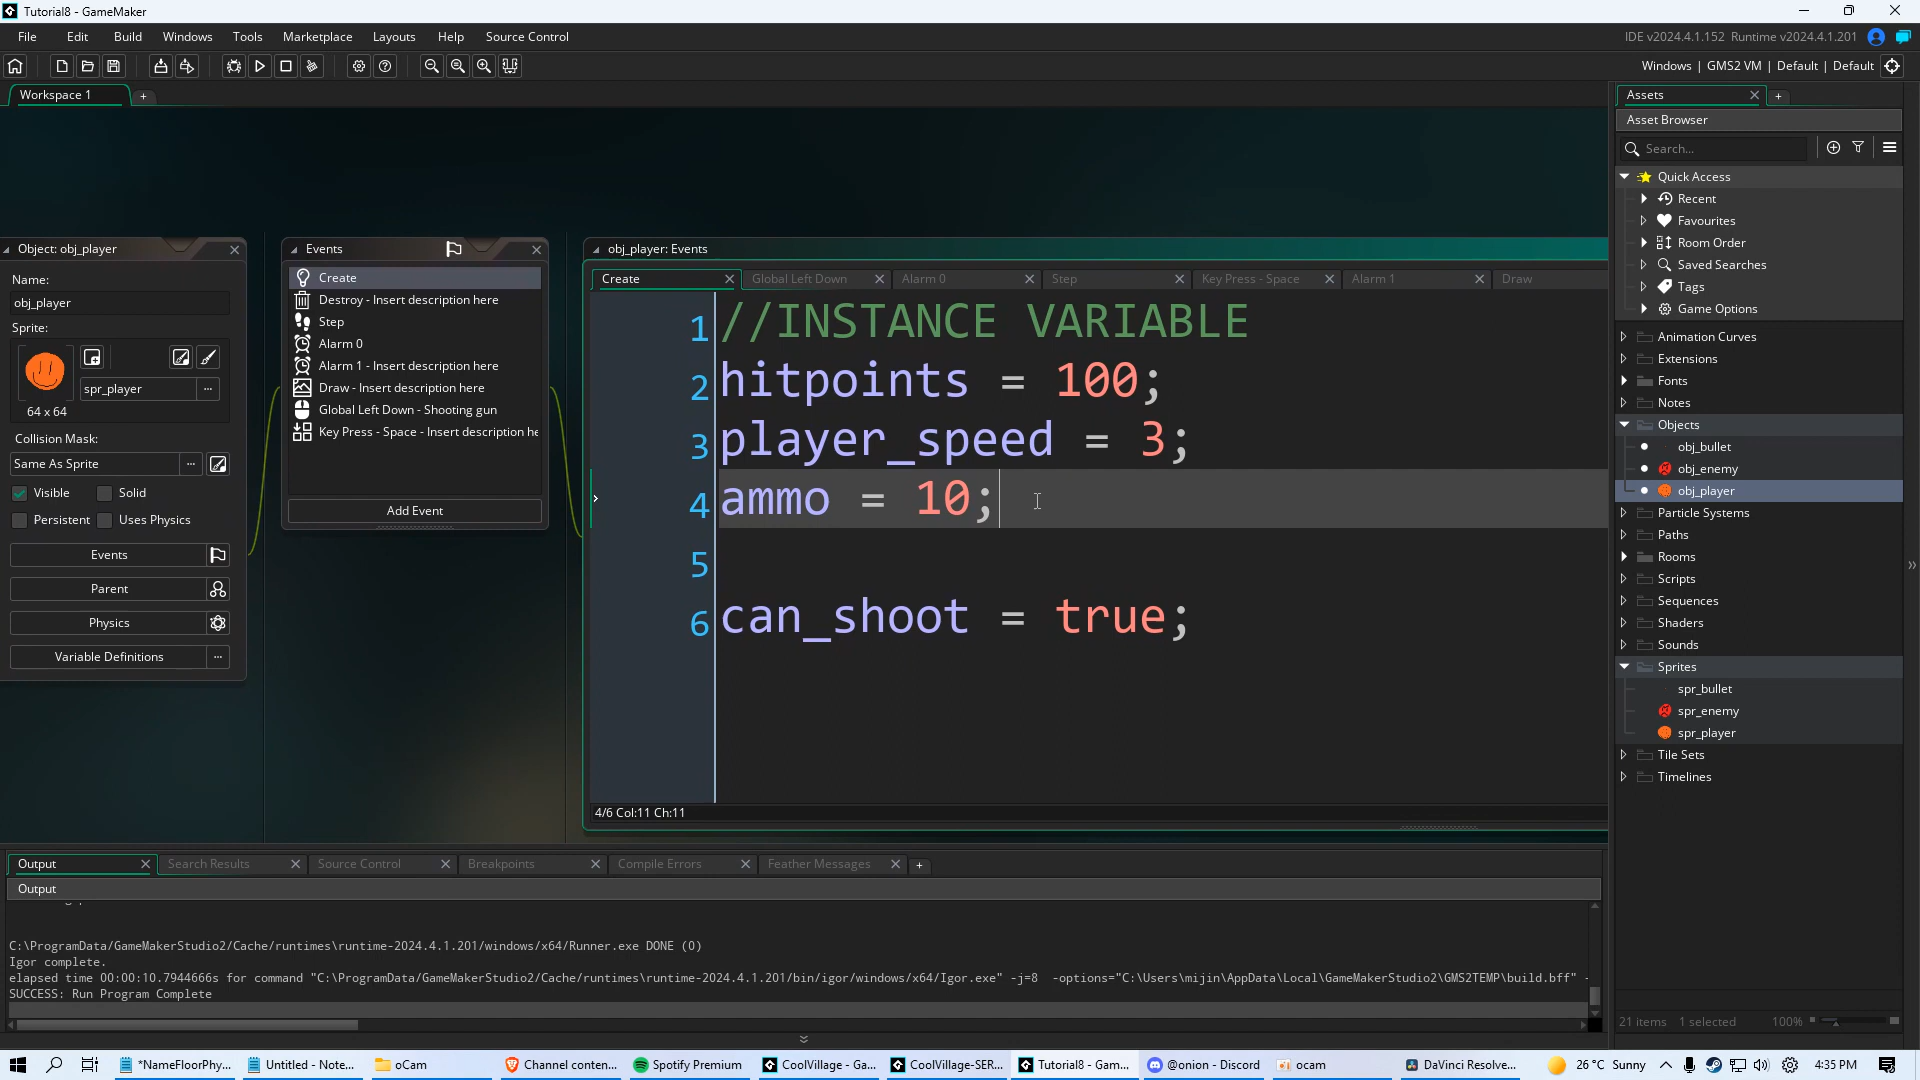 Tutorial8 - GameMaker
File Edit Build Windows Tools Marketplace Layouts Help Source Control
IDE v2024.4.1.152 Runtime v2024.4.1.201
Windows | GMS2 VM | Default | Default
Workspace 1
Object: obj_player
Name:
obj_player
Sprite:
spr_player
64 x 64
Collision Mask:
Same As Sprite
Visible Solid
Persistent Uses Physics
Events
Parent
Physics
Variable Definitions
Events
Create
Destroy - Insert description here
Step
Alarm 0
Alarm 1 - Insert description here
Draw - Insert description here
Global Left Down - Shooting gun
Key Press - Space - Insert description he
Add Event
obj_player: Events
Create Global Left Down Alarm 0 Step Key Press - Space Alarm 1 Draw
1 //INSTANCE VARIABLE
2 hitpoints = 100;
3 player_speed = 3;
4 ammo = 10;
5
6 can_shoot = true;
4/6 Col:11 Ch:11
Assets
Asset Browser
Search...
Quick Access
Recent
Favourites
Room Order
Saved Searches
Tags
Game Options
Animation Curves
Extensions
Fonts
Notes
Objects
obj_bullet
obj_enemy
obj_player
Particle Systems
Paths
Rooms
Scripts
Sequences
Shaders
Sounds
Sprites
spr_bullet
spr_enemy
spr_player
Tile Sets
Timelines
21 items 1 selected 100%
Output Search Results Source Control Breakpoints Compile Errors Feather Messages
Output
C:\ProgramData/GameMakerStudio2/Cache/runtimes\runtime-2024.4.1.201/windows/x64/Runner.exe DONE (0)
Igor complete.
elapsed time 00:00:10.7944666s for command "C:\ProgramData/GameMakerStudio2/Cache/runtimes\runtime-2024.4.1.201/bin/igor/windows/x64/Igor.exe" -j=8 -options="C:\Users\mijin\AppData\Local\GameMakerStudio2\GMS2TEMP\build.bff" -
SUCCESS: Run Program Complete
*NameFloorPhy... Untitled - Note... oCam Channel conten... Spotify Premium CoolVillage - Ga... CoolVillage-SER... Tutorial8 - Gam... @onion - Discord ocam DaVinci Resolve... 26°C Sunny 4:35 PM